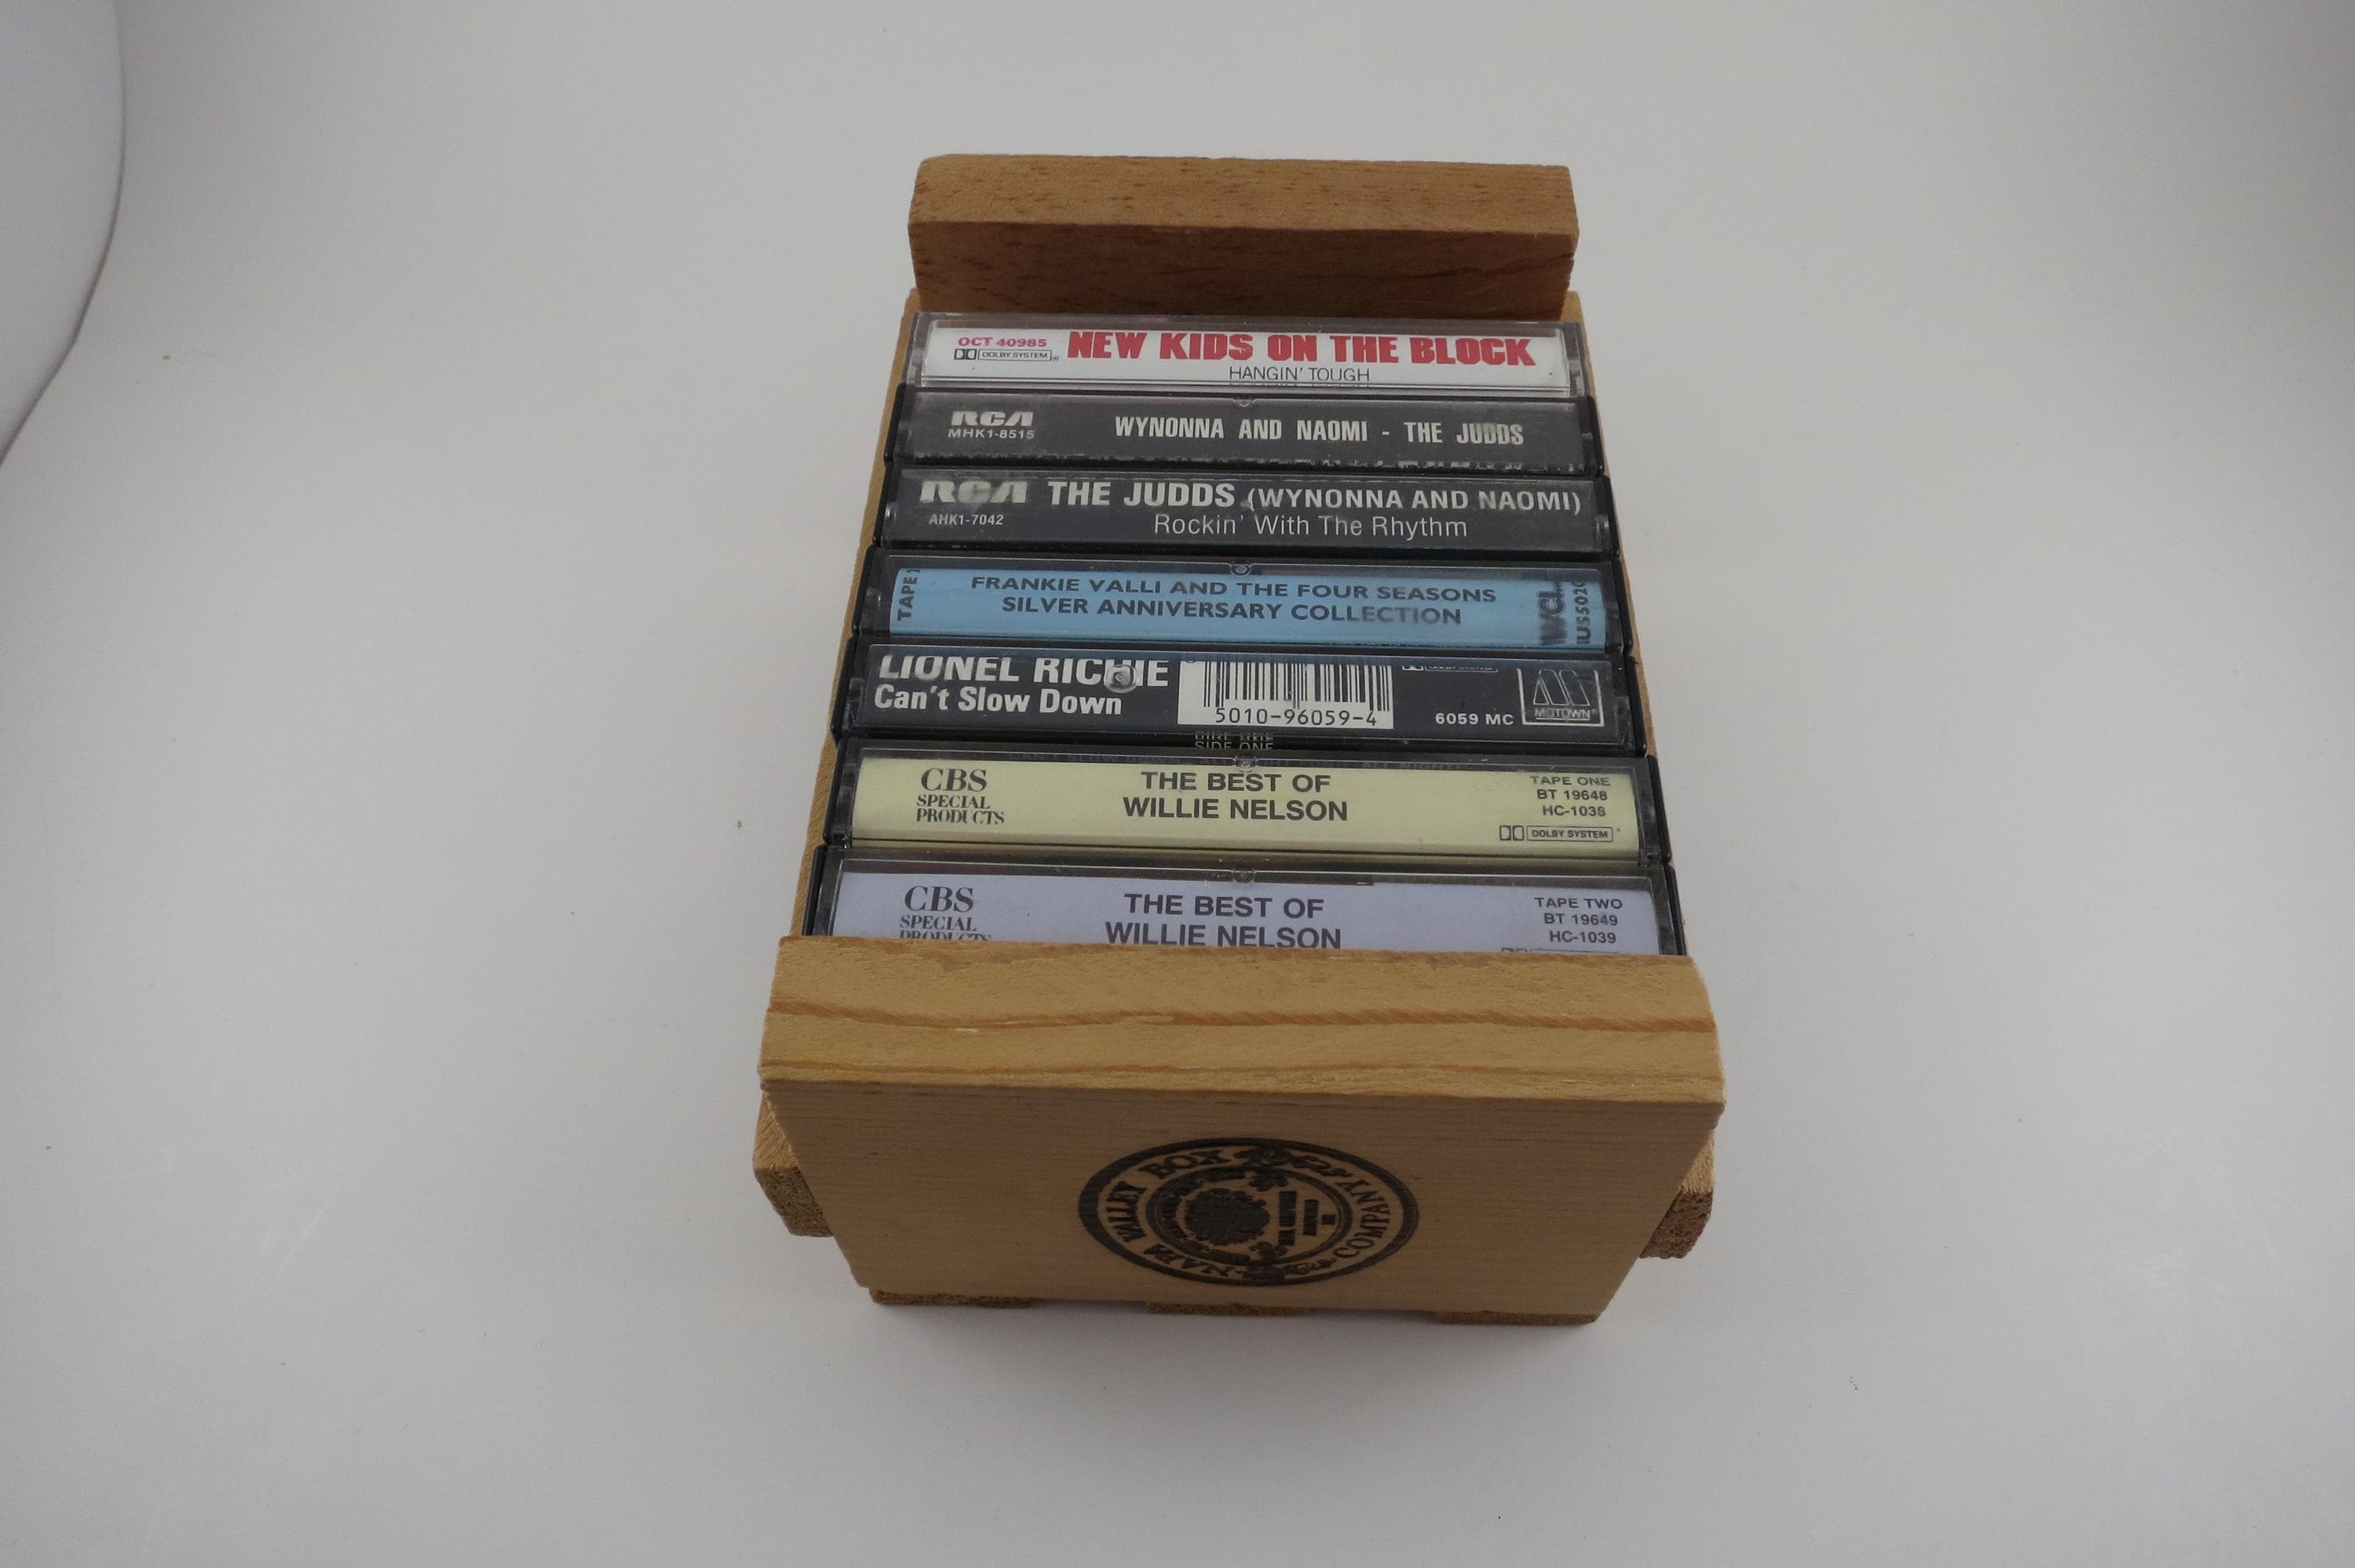 OCT 40985
DOLBY SYSTEM
NEW KIDS ON THE BLOCK
HANGIN' TOUGH
RCA
MHK1-8515
WYNONNA AND NAOMI - THE JUDDS
RCA
AHK1-7042
THE JUDDS (WYNONNA AND NAOMI)
Rockin' With The Rhythm
TAPE
FRANKIE VALLI AND THE FOUR SEASONS
SILVER ANNIVERSARY COLLECTION
LIONEL RICHIE
Can't Slow Down
5010-96059-4
6059 MC
MOTOWN
SIDE ONE
CBS
SPECIAL
PRODUCTS
THE BEST OF
WILLIE NELSON
TAPE ONE
BT 19648
HC-1038
DOLBY SYSTEM
CBS
SPECIAL
PRODUCTS
THE BEST OF
WILLIE NELSON
TAPE TWO
BT 19649
HC-1039
NAPA VALLEY BOX COMPANY